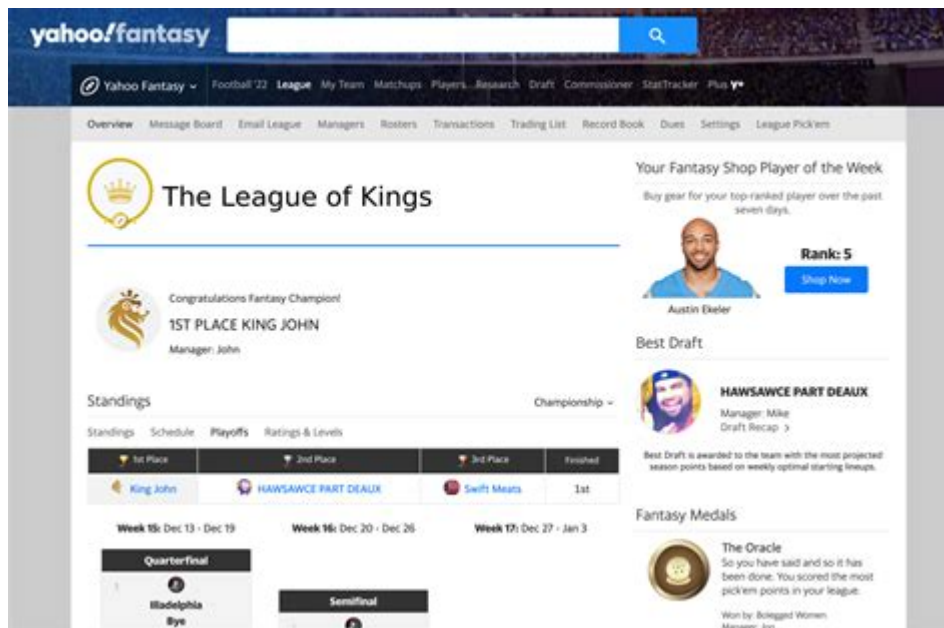 yahoo!fantasy
Yahoo Fantasy Football '22 League My Team Matchups Players Research Draft Commissioner StatTracker Plus Y+
Overview Message Board Email League Managers Rosters Transactions Trading List Record Book Dues Settings League Pick'em
The League of Kings
Congratulations Fantasy Champion!
1ST PLACE KING JOHN
Manager: John
Standings
Championship
Standings Schedule Playoffs Ratings & Levels
1st Place 2nd Place 3rd Place Finished
King John HAWSAWCE PART DEAUX Swift Meats 1st
Week 15: Dec 13 - Dec 19 Week 16: Dec 20 - Dec 26 Week 17: Dec 27 - Jan 3
Quarterfinal
Illadelphia
Bye
Semifinal
Your Fantasy Shop Player of the Week
Buy gear for your top-ranked player over the past
seven days.
Rank: 5
Shop Now
Austin Ekeler
Best Draft
HAWSAWCE PART DEAUX
Manager: Mike
Draft Recap >
Best Draft is awarded to the team with the most projected
season points based on weekly optimal starting lineups.
Fantasy Medals
The Oracle
So you have said and so it has
been done. You scored the most
pick'em points in your league.
Won by: Bolegged Women
Manager: Jon